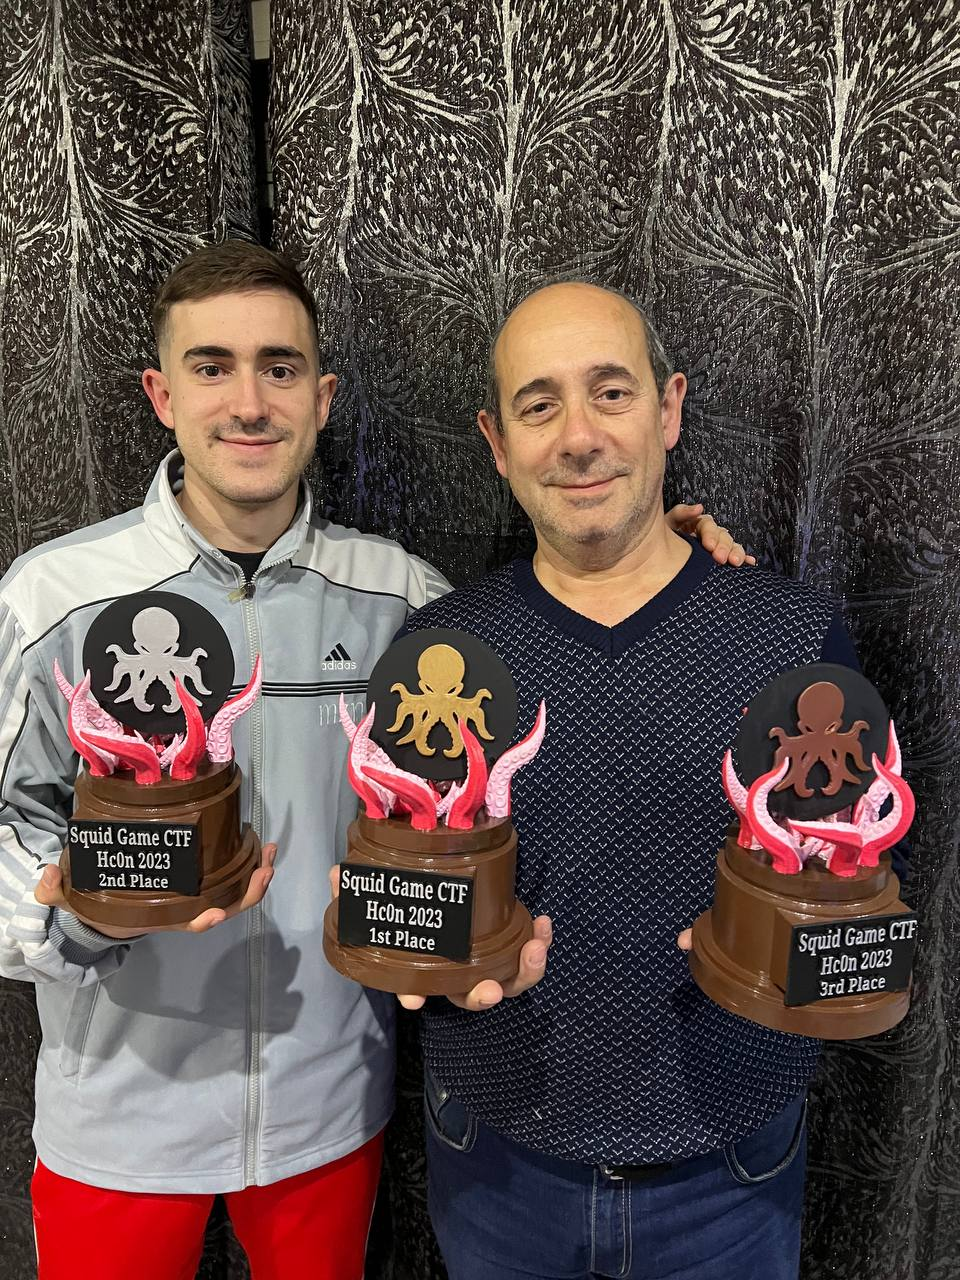 adidas
Squid Game CTF
Hc0n 2023
2nd Place
Squid Game CTF
Hc0n 2023
1st Place
Squid Game CTF
Hc0n 2023
3rd Place